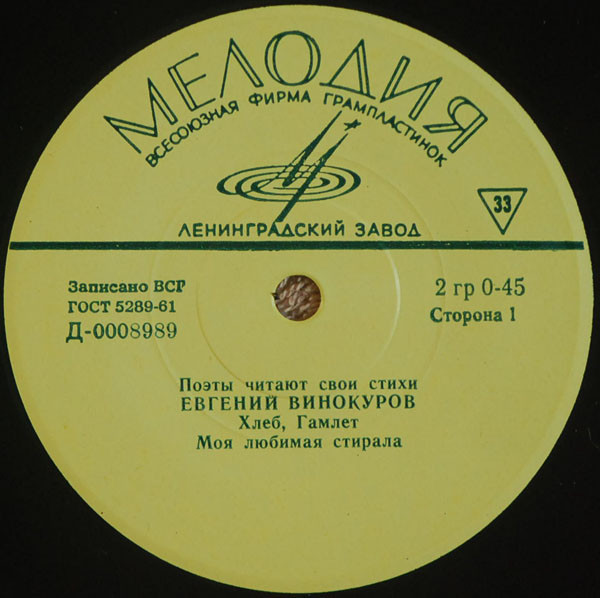 МЕЛОДИЯ
ВСЕСОЮЗНАЯ ФИРМА ГРАМПЛАСТИНОК
ЛЕНИНГРАДСКИЙ ЗАВОД
33
Записано ВСГ
ГОСТ 5289-61
Д-0008989
2 гр 0-45
Сторона 1
Поэты читают свои стихи
ЕВГЕНИЙ ВИНОКУРОВ
Хлеб, Гамлет
Моя любимая стирала